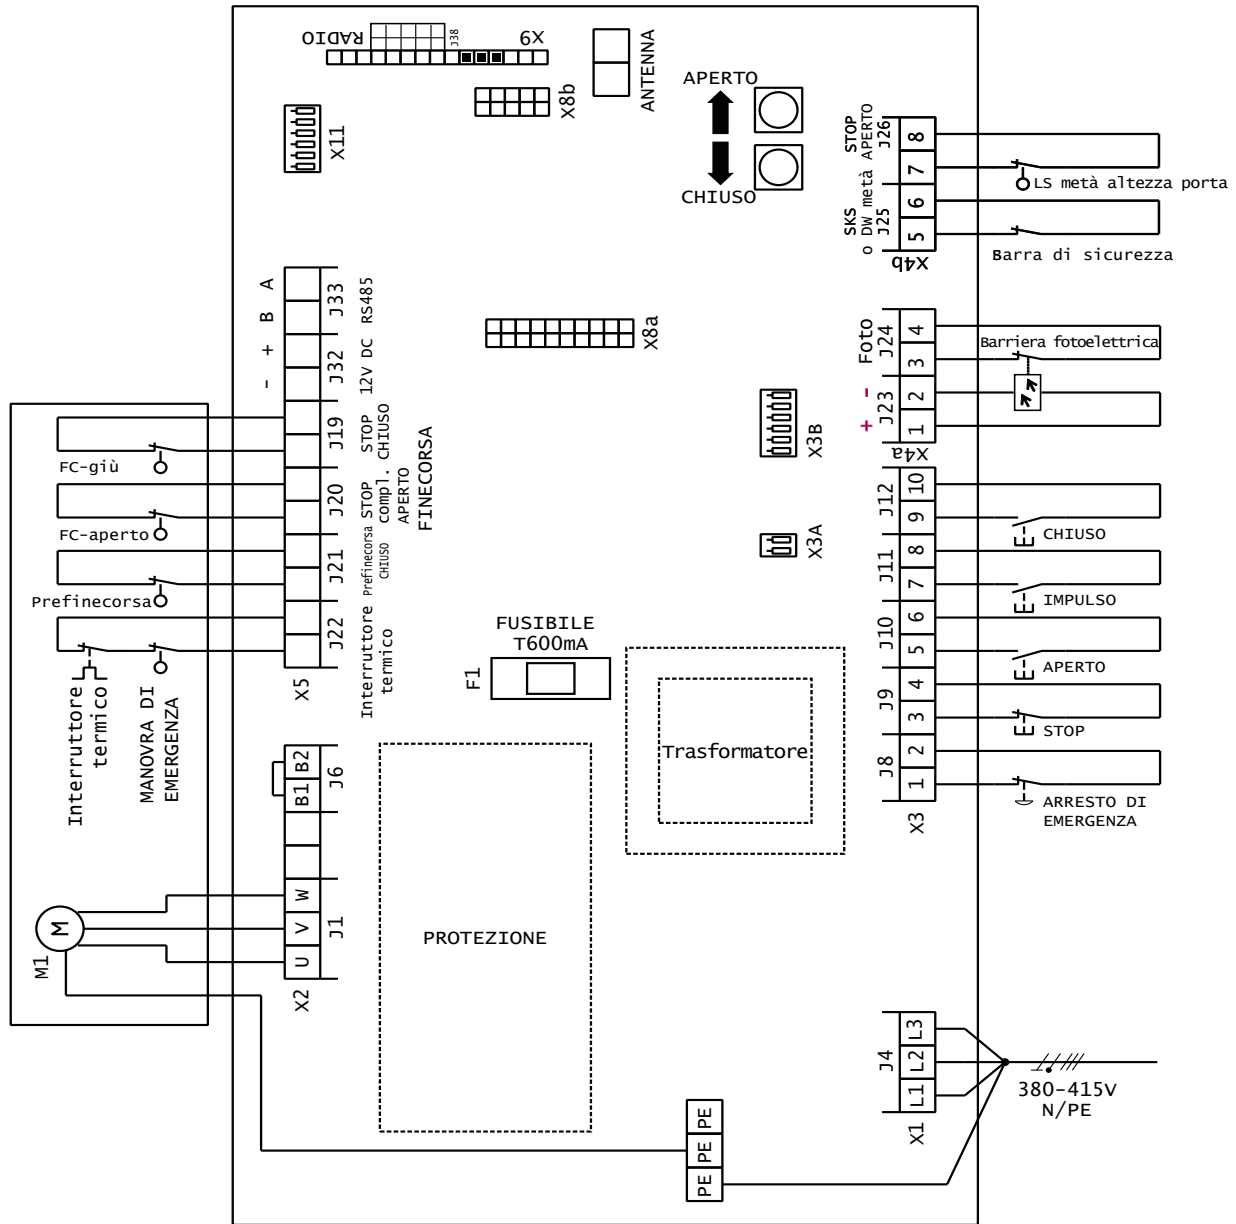 RADIO
J38
X9
ANTENNA
X8b
X11
APERTO
CHIUSO
STOP
SKS
o DW metà APERTO
J26
J25
8
7
6
5
X4b
LS metà altezza porta
Barra di sicurezza
A
B
+
-
J33
J32
J19
J20
J21
J22
X5
RS485
12V DC
STOP
CHIUSO
STOP
compl.
APERTO
FINECORSA
Prefinecorsa
CHIUSO
Interruttore
termico
X8a
X3B
X3A
FUSIBILE
T600mA
F1
Foto
J24
- 
+
J23
4
3
2
1
X4a
Barriera fotoelettrica
FC-giù
FC-aperto
Prefinecorsa
Interruttore
termico
MANOVRA DI
EMERGENZA
J12
J11
J10
J9
J8
10
9
8
7
6
5
4
3
2
1
X3
CHIUSO
IMPULSO
APERTO
STOP
ARRESTO DI
EMERGENZA
Trasformatore
PROTEZIONE
B2
B1
J6
W
V
U
J1
X2
M
M1
J4
L3
L2
L1
X1
380-415V
N/PE
PE
PE
PE